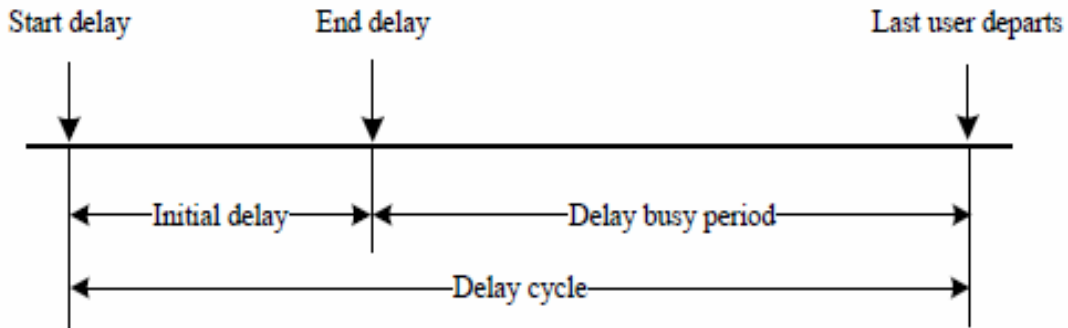 Start delay
End delay
Last user departs
Initial delay
Delay busy period
Delay cycle